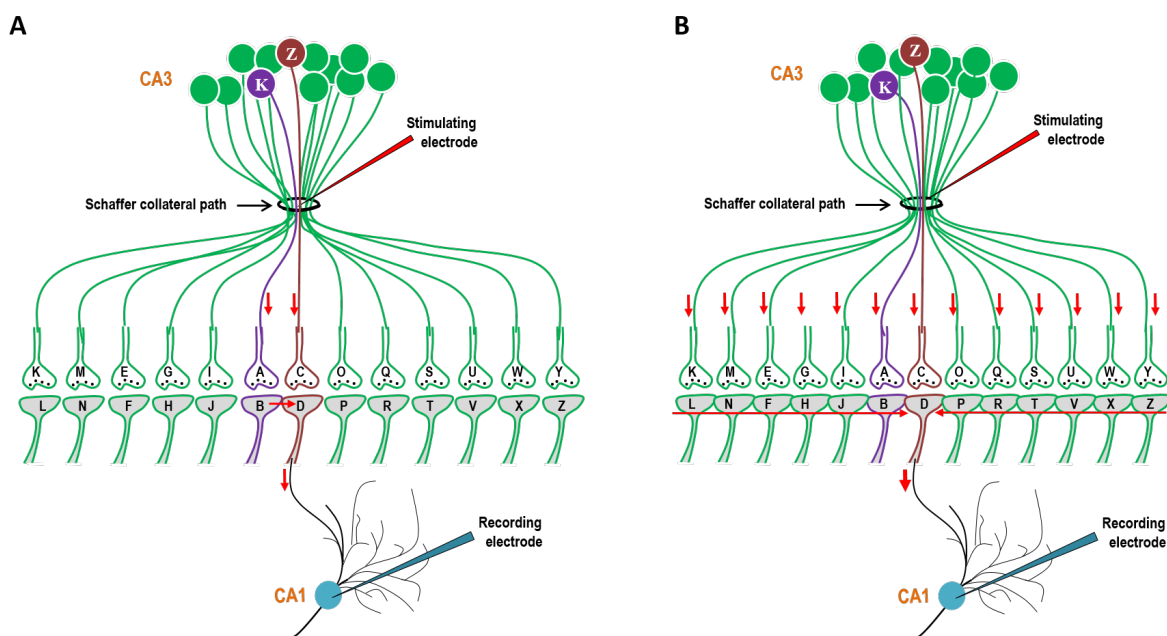 A
Z
CA3
K
Stimulating
electrode
Schaffer collateral path
K M E G I A C O Q S U W Y
L N F H J B D P R T V X Z
Recording
electrode
CA1
B
Z
CA3
K
Stimulating
electrode
Schaffer collateral path
K M E G I A C O Q S U W Y
L N F H J B D P R T V X Z
Recording
electrode
CA1